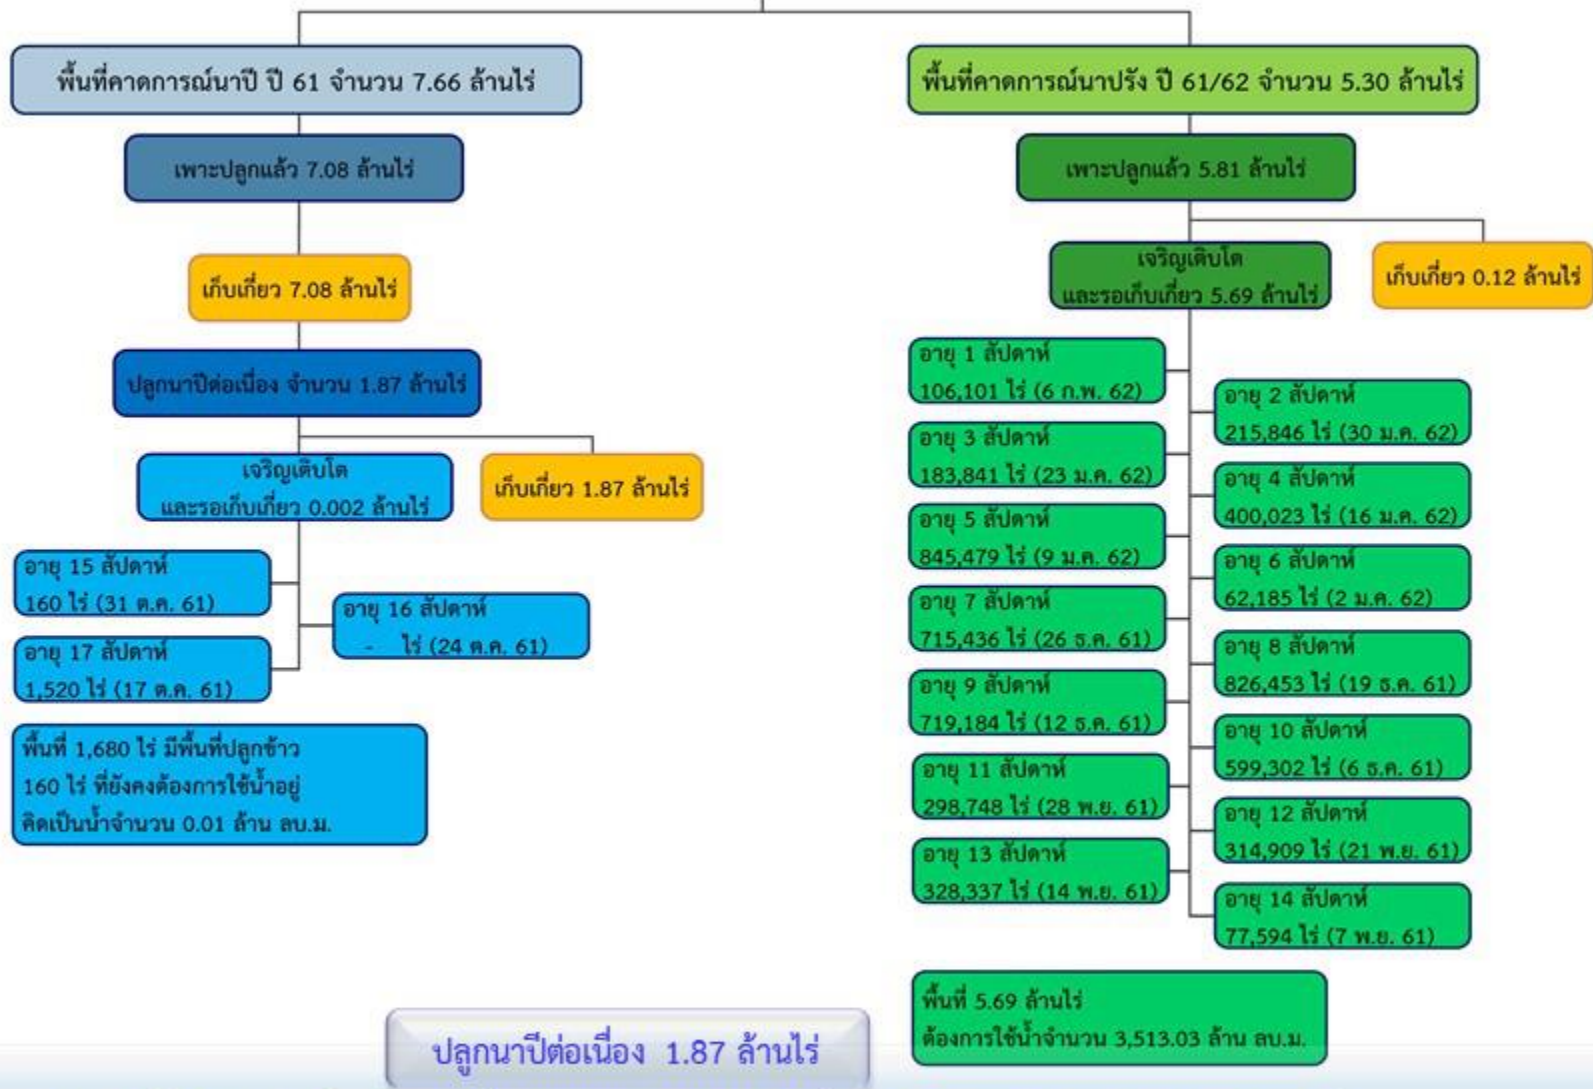 พื้นที่คาดการณ์นาปี ปี 61 จำนวน 7.66 ล้านไร่
เพาะปลูกแล้ว 7.08 ล้านไร่
เก็บเกี่ยว 7.08 ล้านไร่
ปลูกนาปีต่อเนื่อง จำนวน 1.87 ล้านไร่
เจริญเติบโต
และรอเก็บเกี่ยว 0.002 ล้านไร่
เก็บเกี่ยว 1.87 ล้านไร่
อายุ 15 สัปดาห์
160 ไร่ (31 ต.ค. 61)
อายุ 16 สัปดาห์
- ไร่ (24 ต.ค. 61)
อายุ 17 สัปดาห์
1,520 ไร่ (17 ต.ค. 61)
พื้นที่ 1,680 ไร่ มีพื้นที่ปลูกข้าว
160 ไร่ ที่ยังคงต้องการใช้น้ำอยู่
คิดเป็นน้ำจำนวน 0.01 ล้าน ลบ.ม.
พื้นที่คาดการณ์นาปรัง ปี 61/62 จำนวน 5.30 ล้านไร่
เพาะปลูกแล้ว 5.81 ล้านไร่
เจริญเติบโต
และรอเก็บเกี่ยว 5.69 ล้านไร่
เก็บเกี่ยว 0.12 ล้านไร่
อายุ 1 สัปดาห์
106,101 ไร่ (6 ก.พ. 62)
อายุ 2 สัปดาห์
215,846 ไร่ (30 ม.ค. 62)
อายุ 3 สัปดาห์
183,841 ไร่ (23 ม.ค. 62)
อายุ 4 สัปดาห์
400,023 ไร่ (16 ม.ค. 62)
อายุ 5 สัปดาห์
845,479 ไร่ (9 ม.ค. 62)
อายุ 6 สัปดาห์
62,185 ไร่ (2 ม.ค. 62)
อายุ 7 สัปดาห์
715,436 ไร่ (26 ธ.ค. 61)
อายุ 8 สัปดาห์
826,453 ไร่ (19 ธ.ค. 61)
อายุ 9 สัปดาห์
719,184 ไร่ (12 ธ.ค. 61)
อายุ 10 สัปดาห์
599,302 ไร่ (6 ธ.ค. 61)
อายุ 11 สัปดาห์
298,748 ไร่ (28 พ.ย. 61)
อายุ 12 สัปดาห์
314,909 ไร่ (21 พ.ย. 61)
อายุ 13 สัปดาห์
328,337 ไร่ (14 พ.ย. 61)
อายุ 14 สัปดาห์
77,594 ไร่ (7 พ.ย. 61)
พื้นที่ 5.69 ล้านไร่
ต้องการใช้น้ำจำนวน 3,513.03 ล้าน ลบ.ม.
ปลูกนาปีต่อเนื่อง 1.87 ล้านไร่